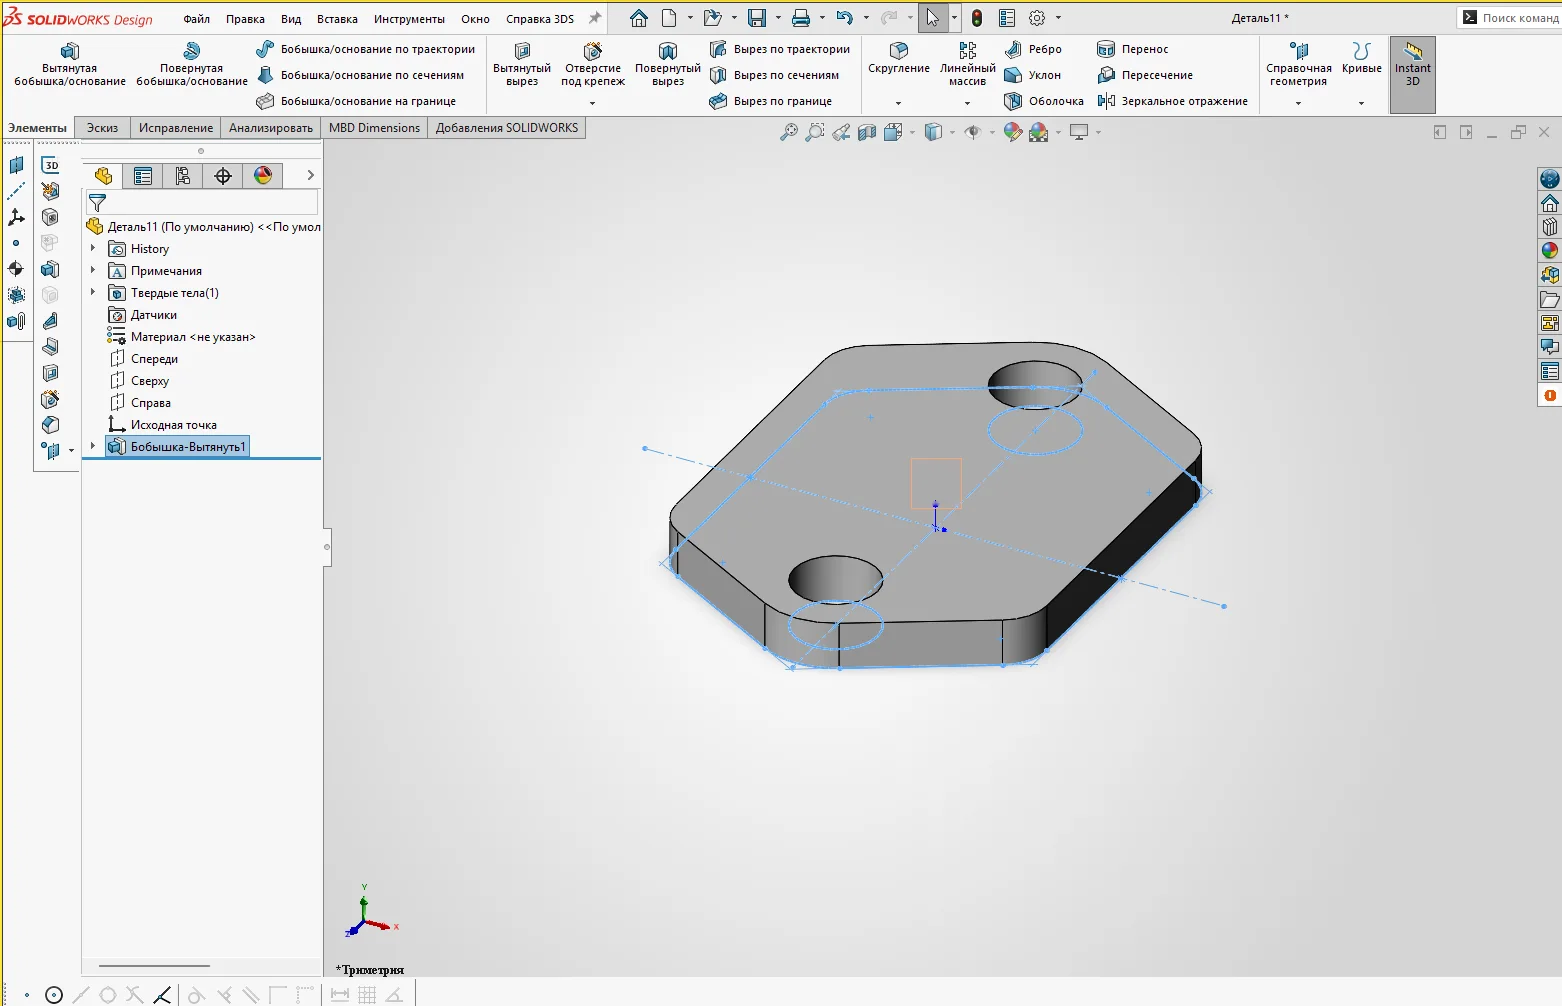 SOLIDWORKS Design
Файл Правка Вид Вставка Инструменты Окно Справка 3DS
Деталь11 *
Поиск команд
Вытянутая бобышка/основание
Повернутая бобышка/основание
Бобышка/основание по траектории
Бобышка/основание по сечениям
Бобышка/основание на границе
Вытянутый вырез
Отверстие под крепеж
Повернутый вырез
Вырез по траектории
Вырез по сечениям
Вырез по границе
Скругление
Линейный массив
Ребро
Уклон
Оболочка
Перенос
Пересечение
Зеркальное отражение
Справочная геометрия
Кривые
Instant 3D
Элементы Эскиз Исправление Анализировать MBD Dimensions Добавления SOLIDWORKS
3D
Деталь11 (По умолчанию) <<По умол
History
A Примечания
Твердые тела(1)
Датчики
Материал <не указан>
Спереди
Сверху
Справа
Исходная точка
Бобышка-Вытянуть1
Y
X
Z
*Триметрия